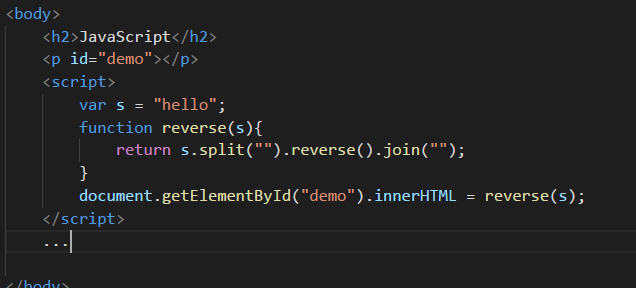 <body>
<h2>JavaScript</h2>
<p id="demo"></p>
<script>
var s = "hello";
function reverse(s){
return s.split("").reverse().join("");
}
document.getElementById("demo").innerHTML = reverse(s);
</script>
...
</body>